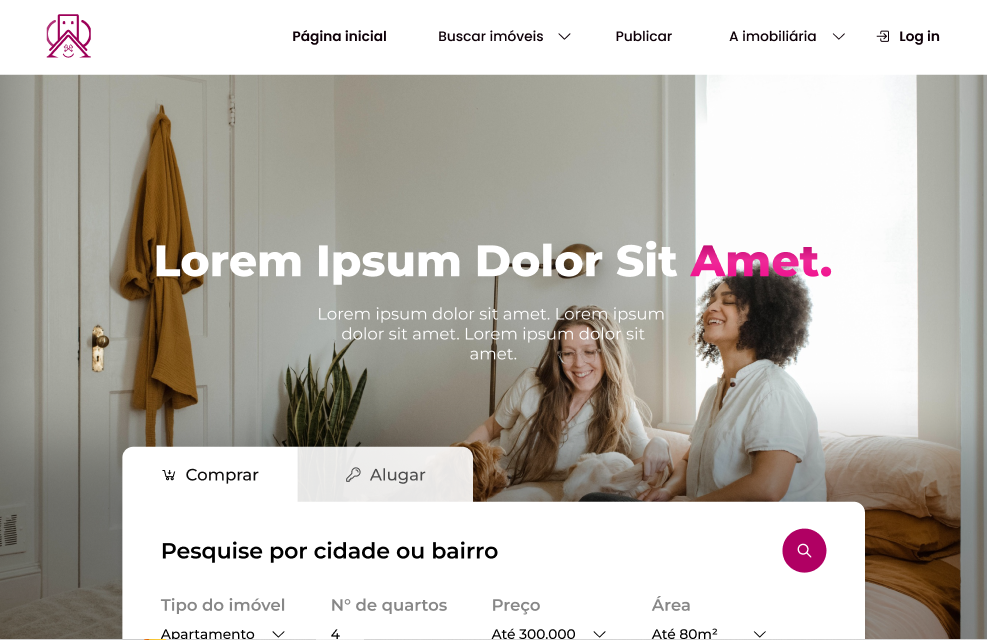 Página inicial
Buscar imóveis
Publicar
A imobiliária
Log in
Lorem Ipsum Dolor Sit Amet.
Lorem ipsum dolor sit amet. Lorem ipsum
dolor sit amet. Lorem ipsum dolor sit
amet.
Comprar
Alugar
Pesquise por cidade ou bairro
Tipo do imóvel
N° de quartos
Preço
Área
Apartamento
4
Até 300.000
Até 80m²